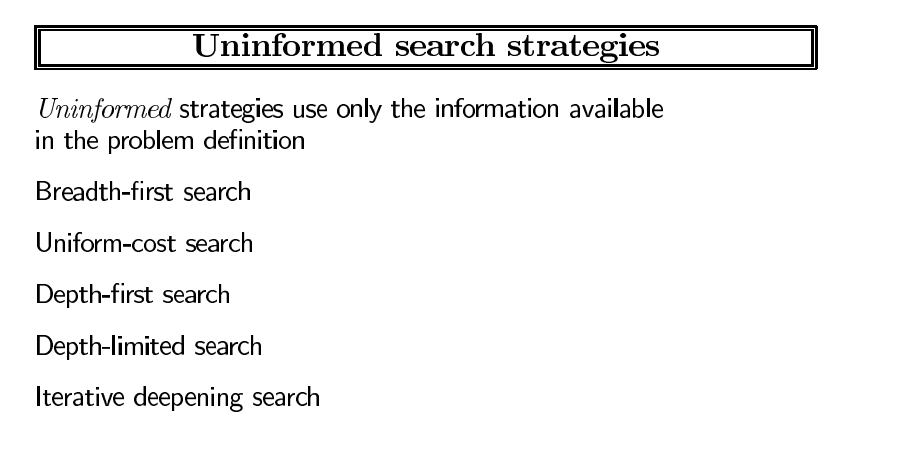 Uninformed search strategies
Uninformed strategies use only the information available
in the problem definition
Breadth-first search
Uniform-cost search
Depth-first search
Depth-limited search
Iterative deepening search